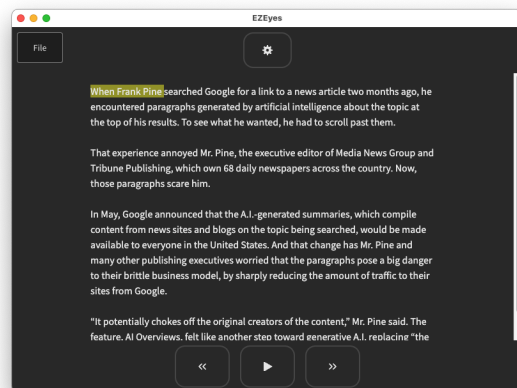 EZEyes
File
When Frank Pine searched Google for a link to a news article two months ago, he
encountered paragraphs generated by artificial intelligence about the topic at
the top of his results. To see what he wanted, he had to scroll past them.
That experience annoyed Mr. Pine, the executive editor of Media News Group and
Tribune Publishing, which own 68 daily newspapers across the country. Now,
those paragraphs scare him.
In May, Google announced that the A.I.-generated summaries, which compile
content from news sites and blogs on the topic being searched, would be made
available to everyone in the United States. And that change has Mr. Pine and
many other publishing executives worried that the paragraphs pose a big danger
to their brittle business model, by sharply reducing the amount of traffic to their
sites from Google.
“It potentially chokes off the original creators of the content,” Mr. Pine said. The
feature, AI Overviews, felt like another step toward generative A.I. replacing “the